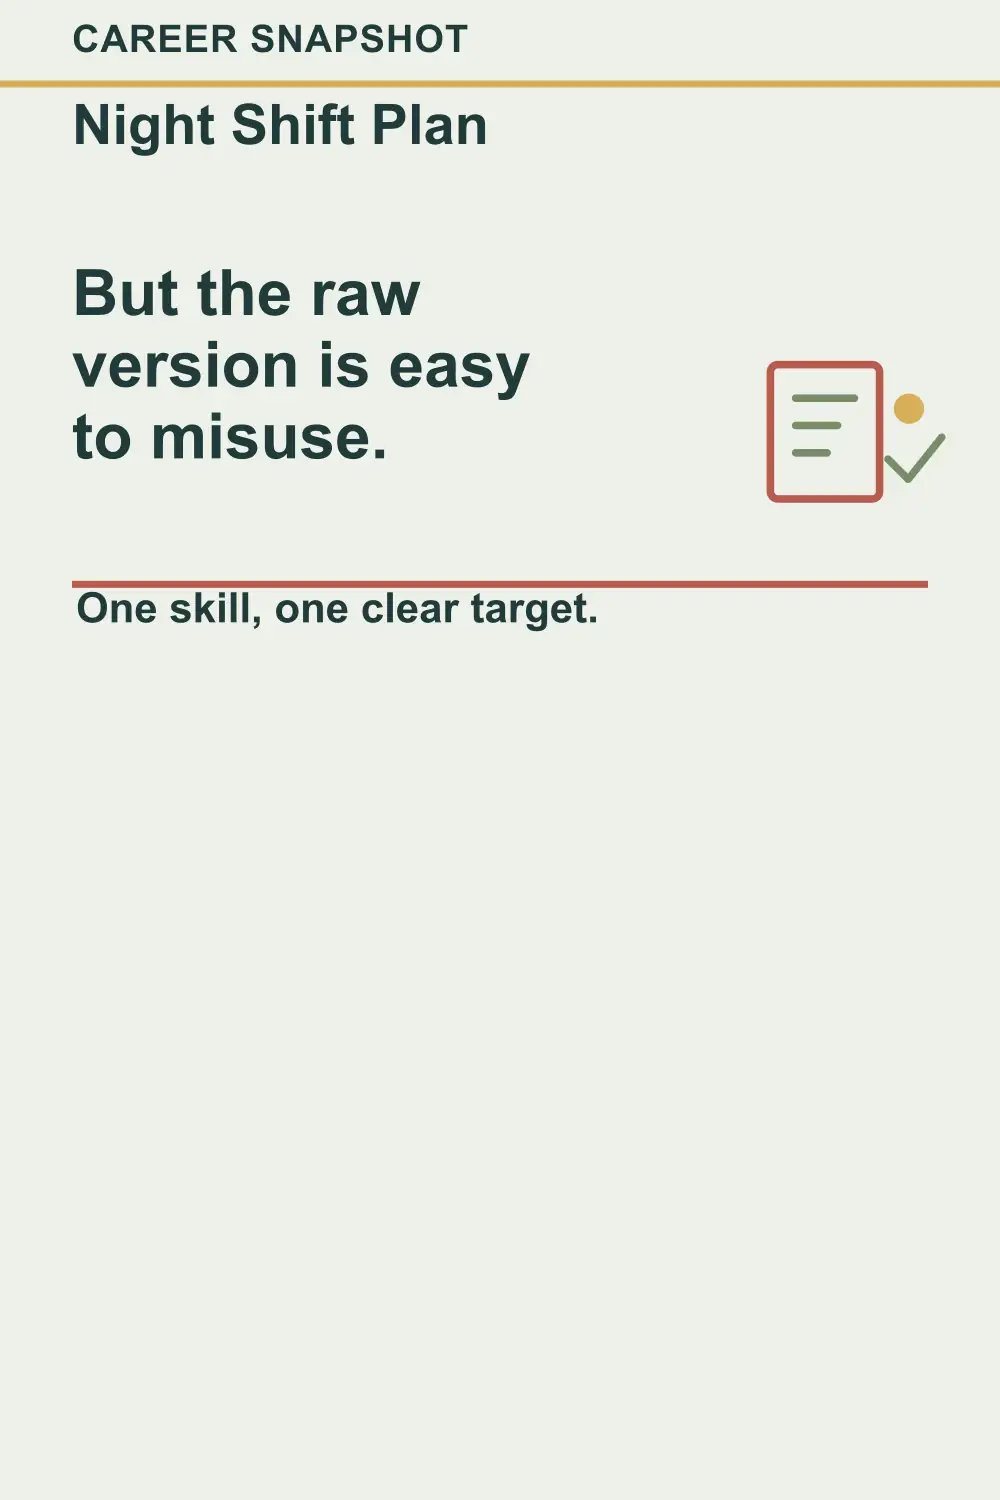 CAREER SNAPSHOT
Night Shift Plan
But the raw
version is easy
to misuse.
One skill, one clear target.